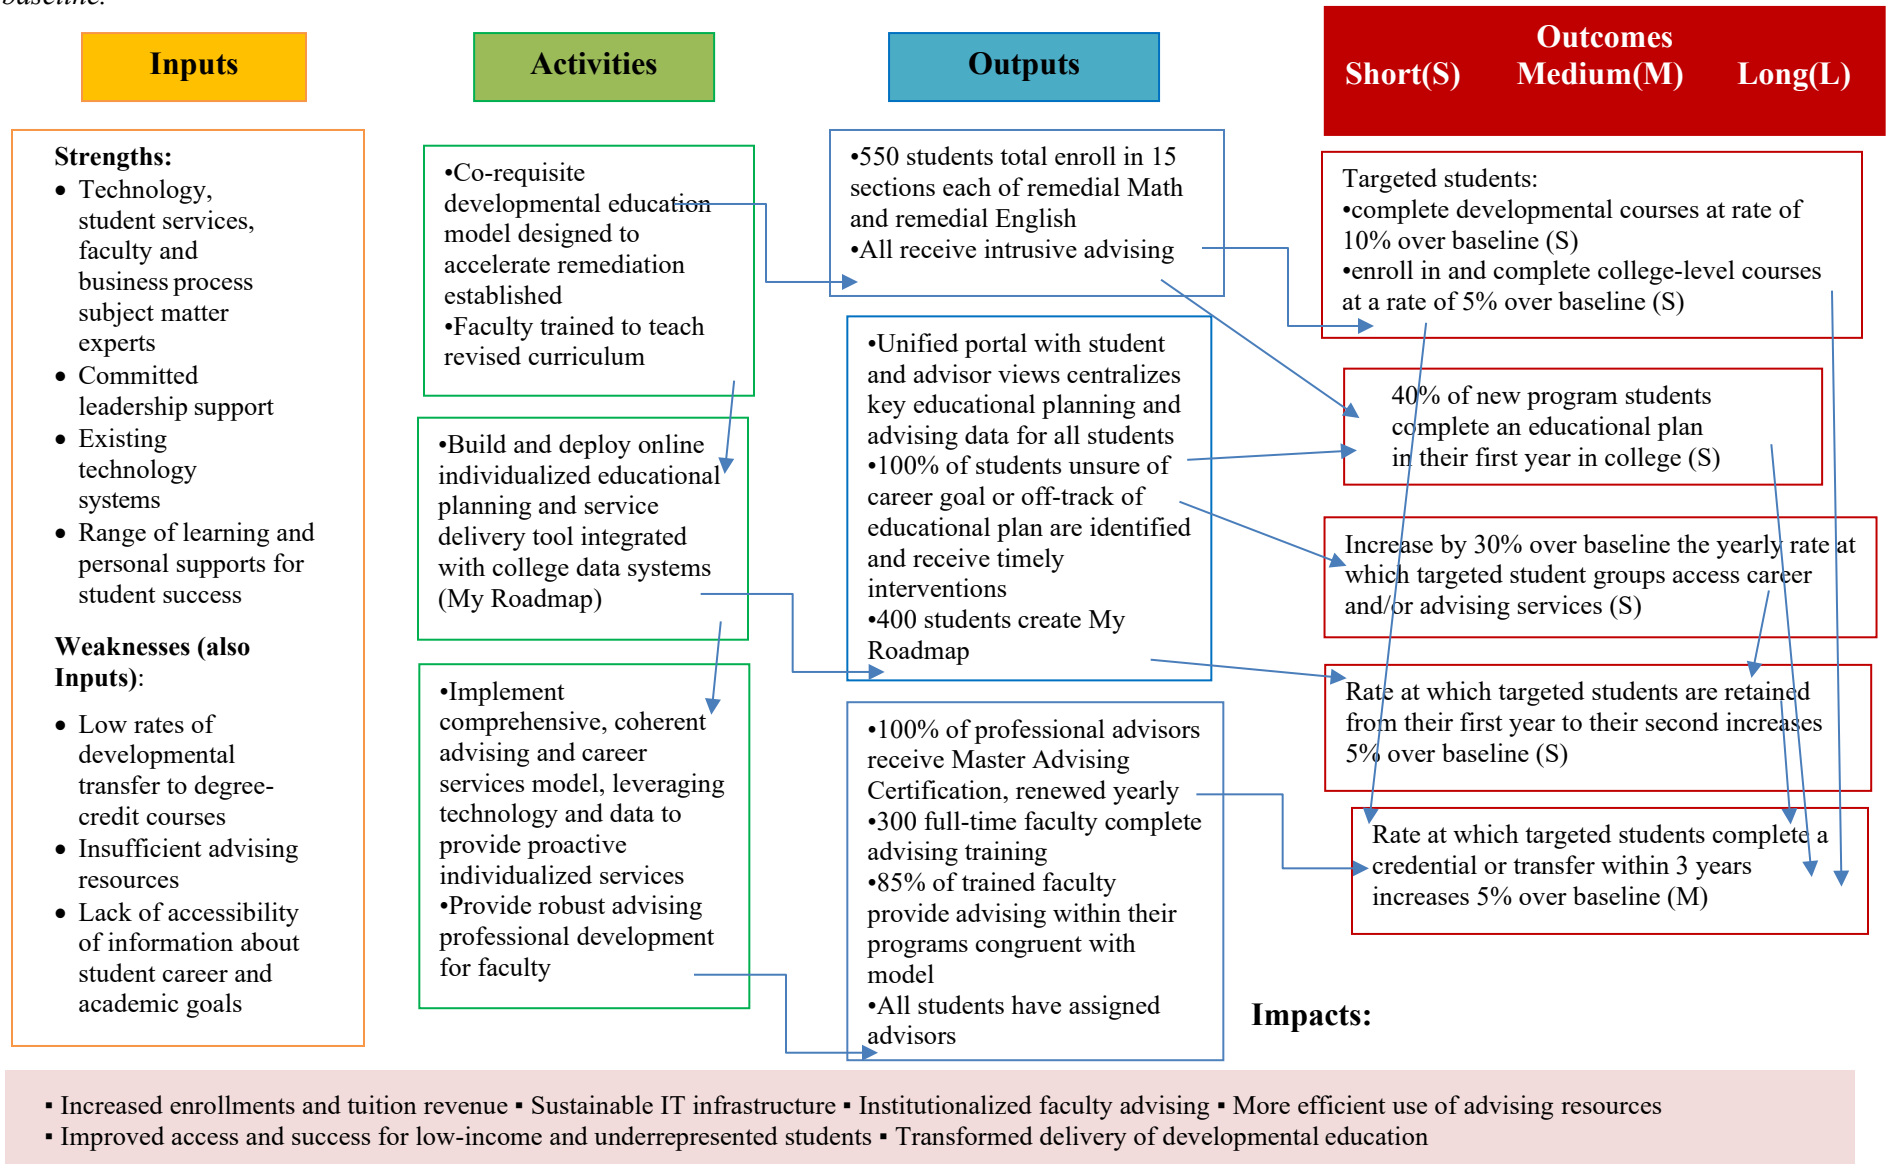 baseline.
Inputs
Activities
Outputs
Outcomes
Short(S) Medium(M) Long(L)
Strengths:
• Technology,
student services,
faculty and
business process
subject matter
experts
• Committed
leadership support
• Existing
technology
systems
• Range of learning and
personal supports for
student success
Weaknesses (also
Inputs):
• Low rates of
developmental
transfer to degree-
credit courses
• Insufficient advising
resources
• Lack of accessibility
of information about
student career and
academic goals
•Co-requisite
developmental education
model designed to
accelerate remediation
established
•Faculty trained to teach
revised curriculum
•Build and deploy online
individualized educational
planning and service
delivery tool integrated
with college data systems
(My Roadmap)
•Implement
comprehensive, coherent
advising and career
services model, leveraging
technology and data to
provide proactive
individualized services
•Provide robust advising
professional development
for faculty
•550 students total enroll in 15
sections each of remedial Math
and remedial English
•All receive intrusive advising
•Unified portal with student
and advisor views centralizes
key educational planning and
advising data for all students
•100% of students unsure of
career goal or off-track of
educational plan are identified
and receive timely
interventions
•400 students create My
Roadmap
•100% of professional advisors
receive Master Advising
Certification, renewed yearly
•300 full-time faculty complete
advising training
•85% of trained faculty
provide advising within their
programs congruent with
model
•All students have assigned
advisors
Targeted students:
•complete developmental courses at rate of
10% over baseline (S)
•enroll in and complete college-level courses
at a rate of 5% over baseline (S)
40% of new program students
complete an educational plan
in their first year in college (S)
Increase by 30% over baseline the yearly rate at
which targeted student groups access career
and/or advising services (S)
Rate at which targeted students are retained
from their first year to their second increases
5% over baseline (S)
Rate at which targeted students complete a
credential or transfer within 3 years
increases 5% over baseline (M)
Impacts:
▪ Increased enrollments and tuition revenue ▪ Sustainable IT infrastructure ▪ Institutionalized faculty advising ▪ More efficient use of advising resources
▪ Improved access and success for low-income and underrepresented students ▪ Transformed delivery of developmental education